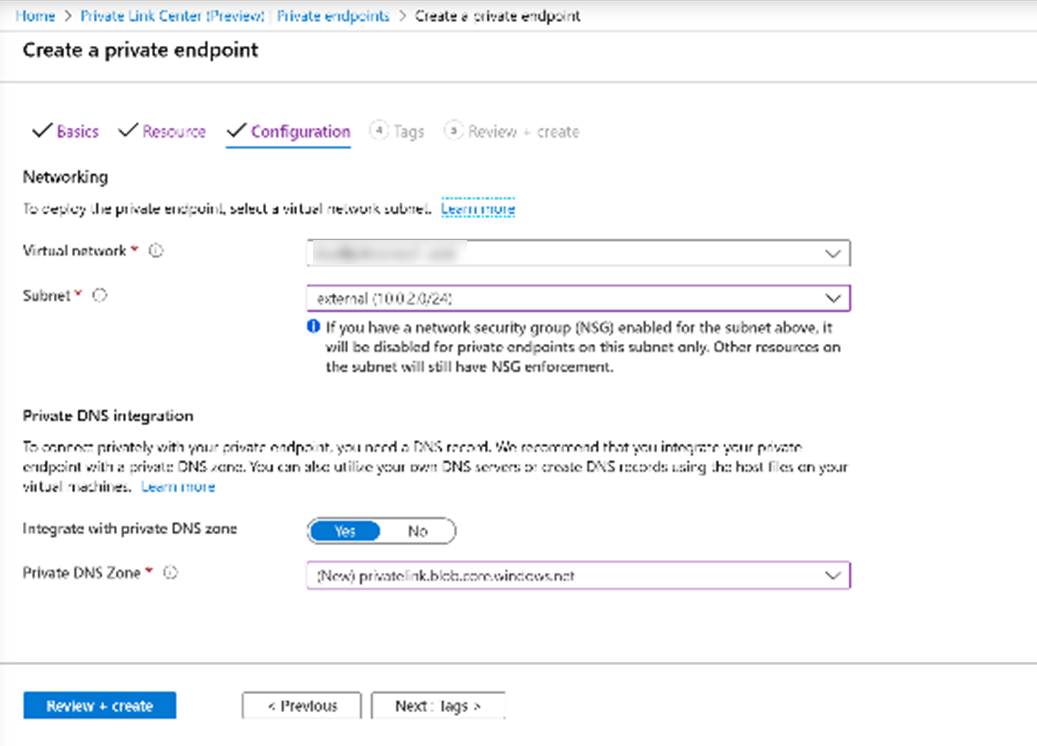 Home > Private Link Center (Preview) | Private endpoints > Create a private endpoint
Create a private endpoint
Basics Resource Configuration 4 Tags 5 Review + create
Networking
To deploy the private endpoint, select a virtual network subnet. Learn more
Virtual network *
Subnet * external (10.0.2.0/24)
If you have a network security group (NSG) enabled for the subnet above, it
will be disabled for private endpoints on this subnet only. Other resources on
the subnet will still have NSG enforcement.
Private DNS integration
To connect privately with your private endpoint, you need a DNS record. We recommend that you integrate your private
endpoint with a private DNS zone. You can also utilize your own DNS servers or create DNS records using the host files on your
virtual machines. Learn more
Integrate with private DNS zone Yes No
Private DNS Zone * (New) privatelink.blob.core.windows.net
Review + create < Previous Next : Tags >